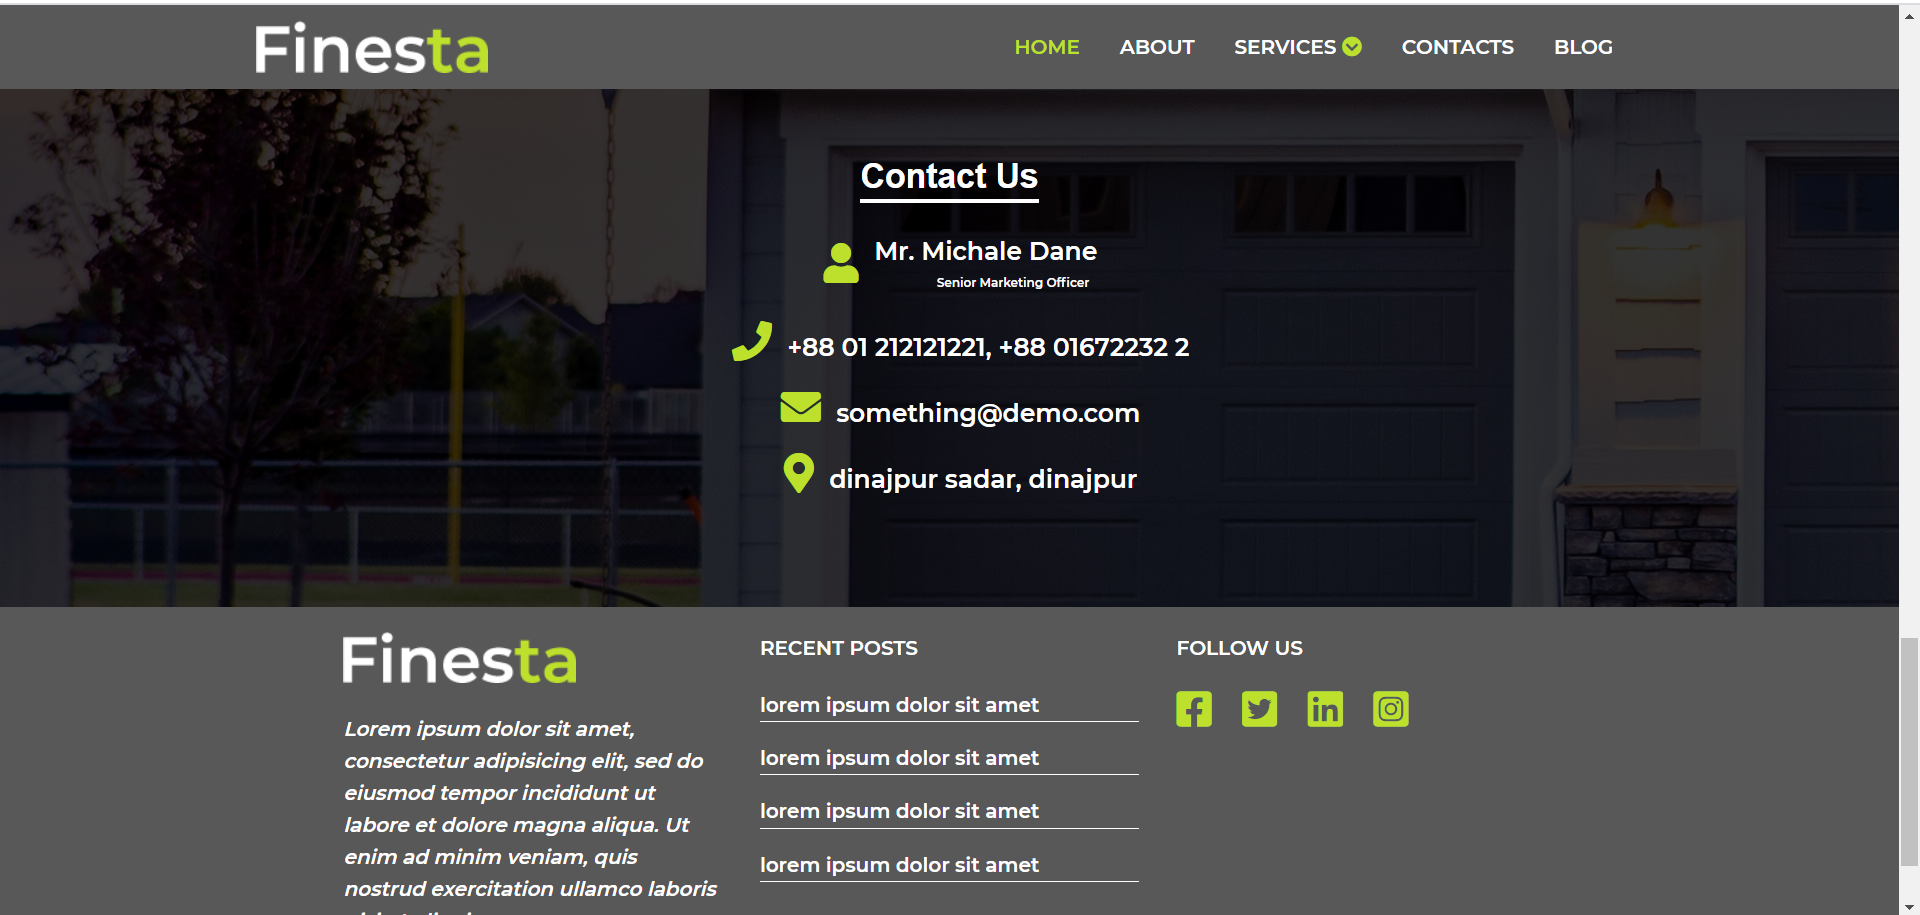 Finesta
HOME ABOUT SERVICES CONTACTS BLOG
Contact Us
Mr. Michale Dane
Senior Marketing Officer
+88 01 212121221, +88 01672232 2
something@demo.com
dinajpur sadar, dinajpur
Finesta
Lorem ipsum dolor sit amet,
consectetur adipisicing elit, sed do
eiusmod tempor incididunt ut
labore et dolore magna aliqua. Ut
enim ad minim veniam, quis
nostrud exercitation ullamco laboris
RECENT POSTS
lorem ipsum dolor sit amet
lorem ipsum dolor sit amet
lorem ipsum dolor sit amet
lorem ipsum dolor sit amet
FOLLOW US